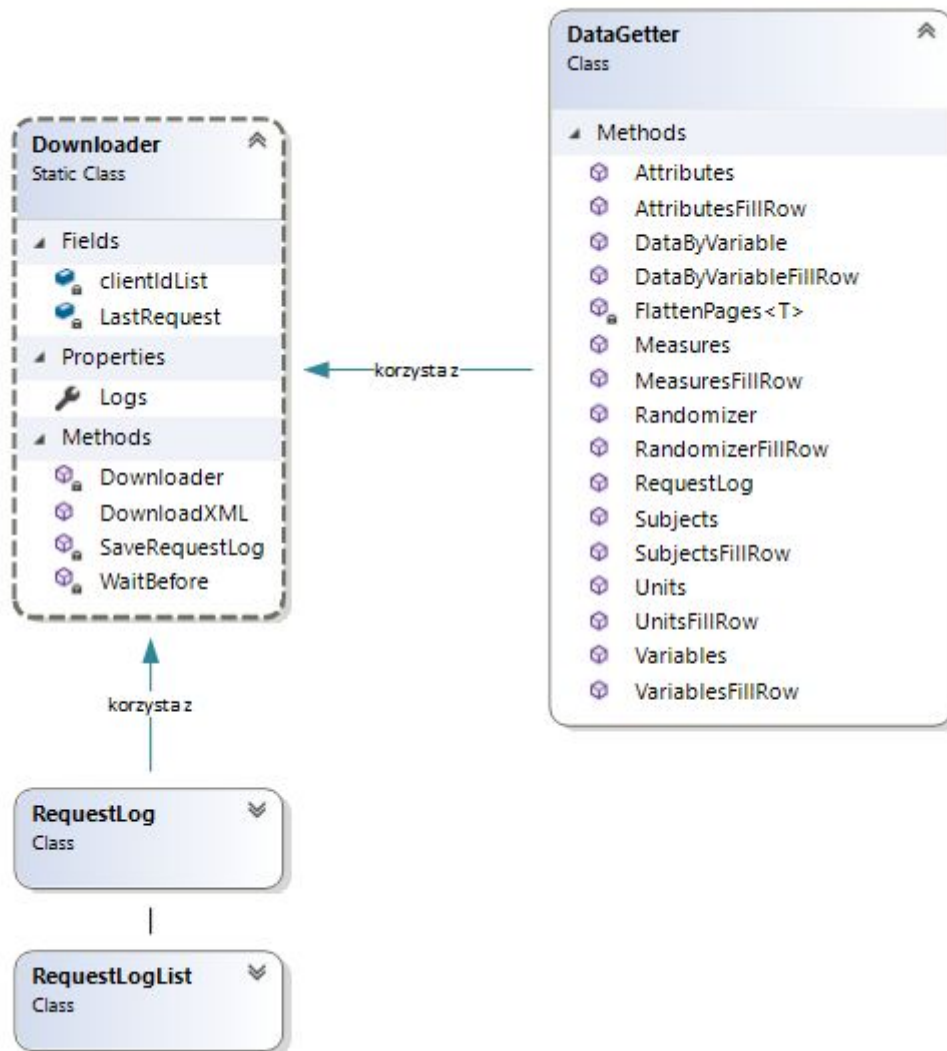 Downloader
Static Class
Fields
clientIdList
LastRequest
Properties
Logs
Methods
Downloader
DownloadXML
SaveRequestLog
WaitBefore
korzysta z
DataGetter
Class
Methods
Attributes
AttributesFillRow
DataByVariable
DataByVariableFillRow
FlattenPages<T>
Measures
MeasuresFillRow
Randomizer
RandomizerFillRow
RequestLog
Subjects
SubjectsFillRow
Units
UnitsFillRow
Variables
VariablesFillRow
korzysta z
RequestLog
Class
RequestLogList
Class